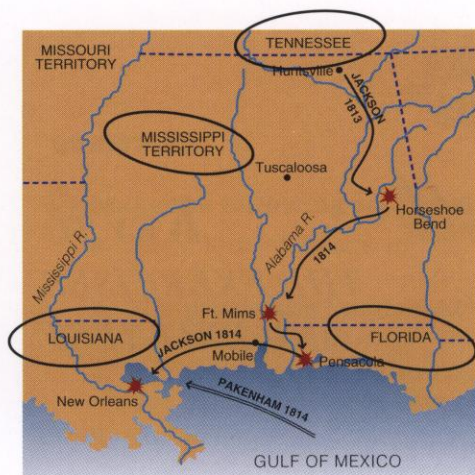 MISSOURI
TERRITORY
TENNESSEE
Huntsville
JACKSON
1813
MISSISSIPPI
TERRITORY
Tuscaloosa
Horseshoe
Bend
Mississippi R.
Alabama R.
1814
Ft. Mims
LOUISIANA
JACKSON 1814
FLORIDA
Mobile
Pensacola
New Orleans
PAKENHAM 1814
GULF OF MEXICO